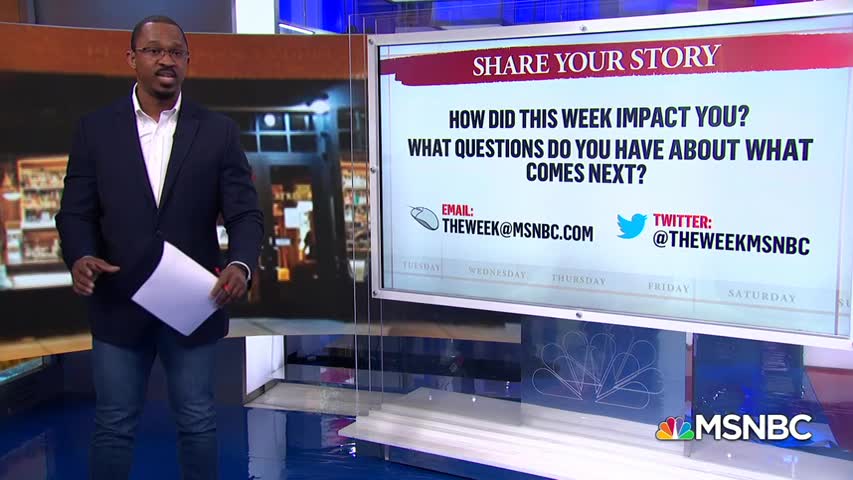 SHARE YOUR STORY
HOW DID THIS WEEK IMPACT YOU?
WHAT QUESTIONS DO YOU HAVE ABOUT WHAT
COMES NEXT?
EMAIL:
THEWEEK@MSNBC.COM
TWITTER:
@THEWEEKMSNBC
TUESDAY WEDNESDAY THURSDAY FRIDAY SATURDAY SU
MSNBC